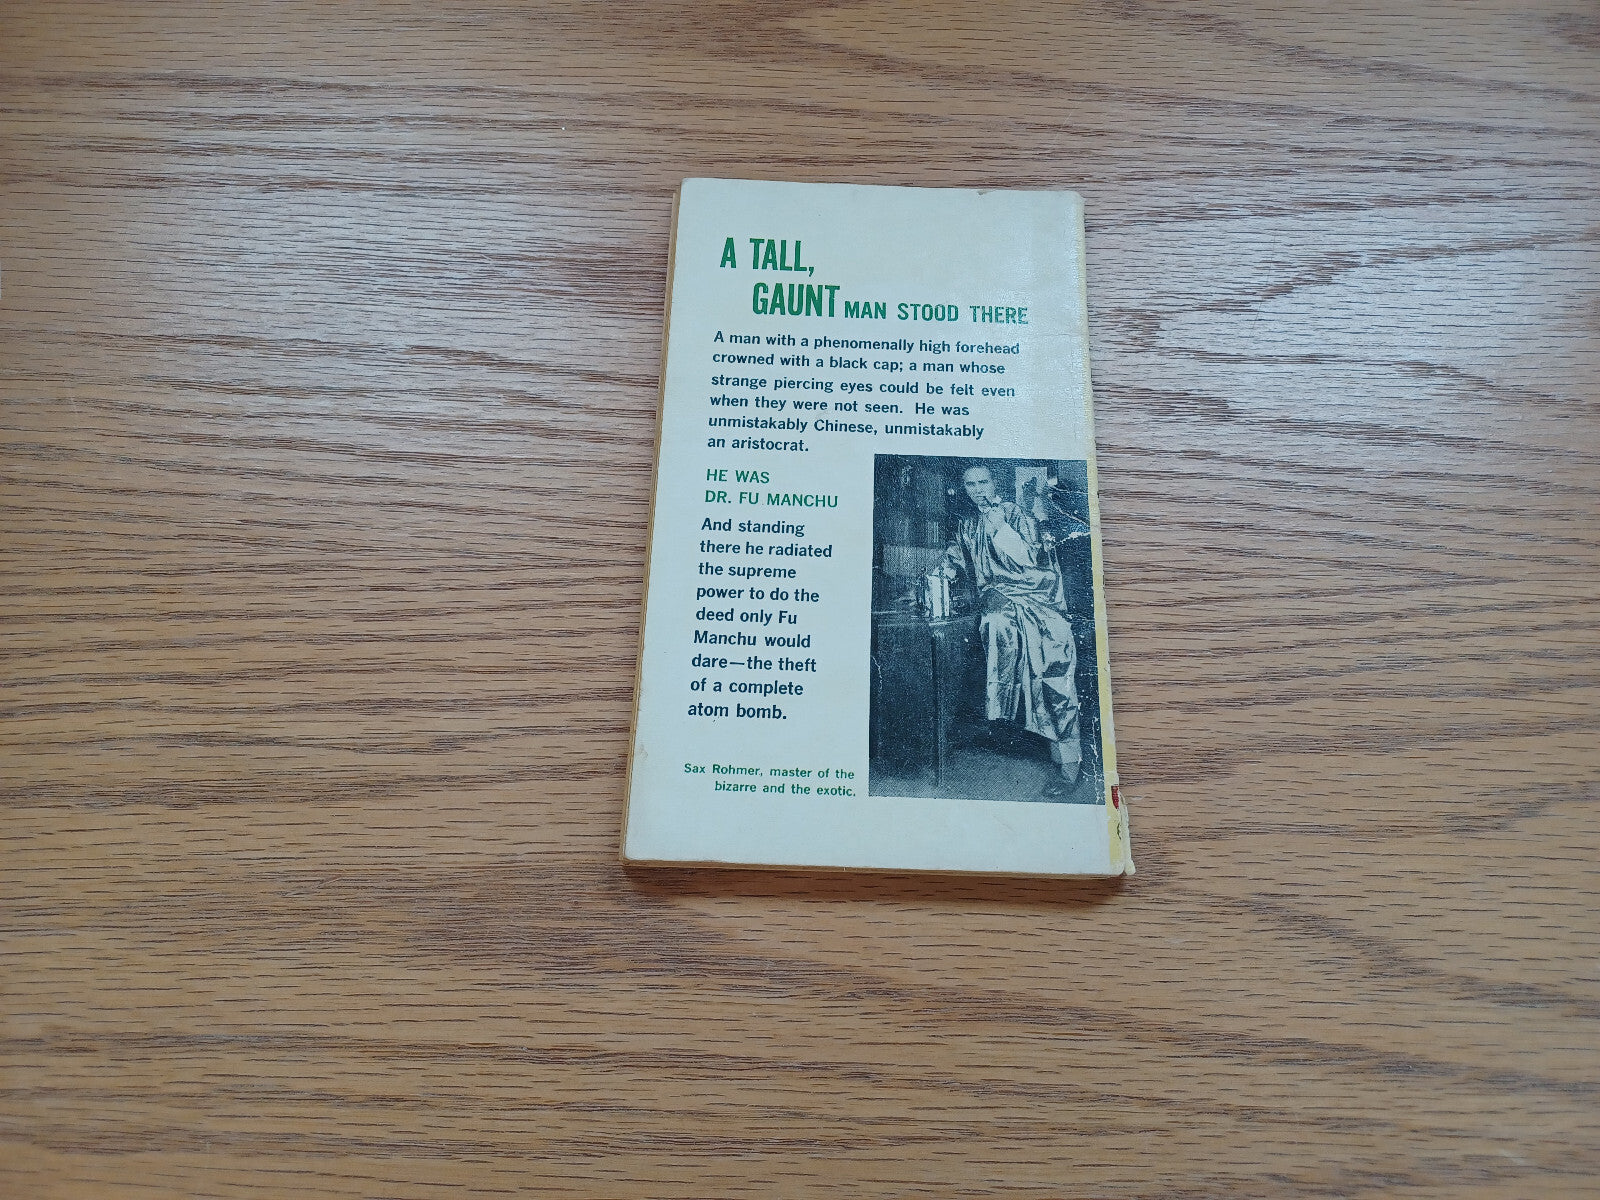 A TALL,
GAUNT MAN STOOD THERE
A man with a phenomenally high forehead
crowned with a black cap; a man whose
strange piercing eyes could be felt even
when they were not seen. He was
unmistakably Chinese, unmistakably
an aristocrat.
HE WAS
DR. FU MANCHU
And standing
there he radiated
the supreme
power to do the
deed only Fu
Manchu would
dare—the theft
of a complete
atom bomb.
Sax Rohmer, master of the
bizarre and the exotic.